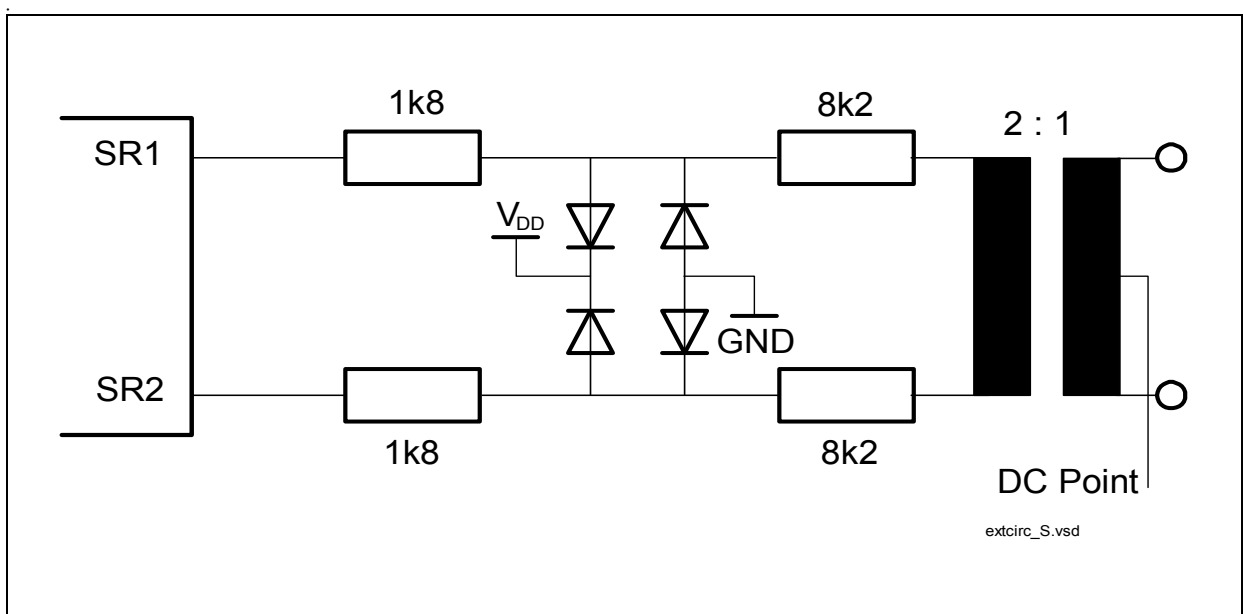 1k8
8k2
2 : 1
SR1
VDD
GND
SR2
1k8
8k2
DC Point
extcirc_S.vsd